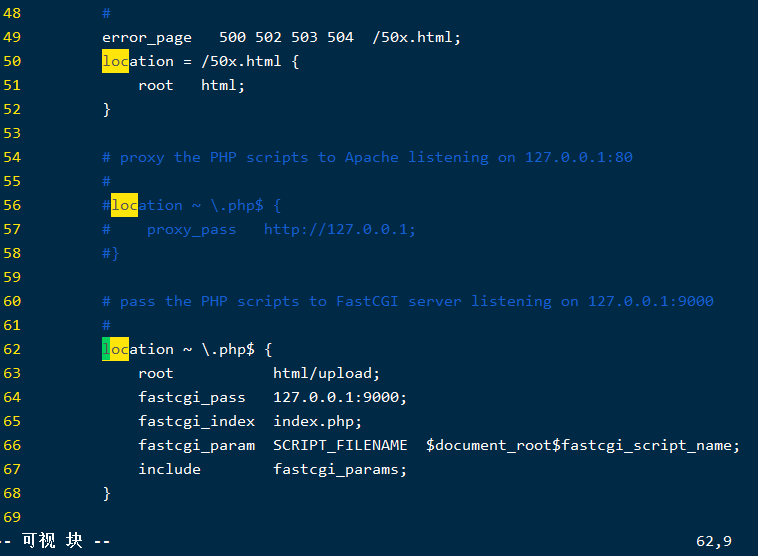 48         #
49         error_page   500 502 503 504  /50x.html;
50         location = /50x.html {
51             root   html;
52         }
53
54         # proxy the PHP scripts to Apache listening on 127.0.0.1:80
55         #
56         #location ~ \.php$ {
57         #    proxy_pass   http://127.0.0.1;
58         #}
59
60         # pass the PHP scripts to FastCGI server listening on 127.0.0.1:9000
61         #
62         location ~ \.php$ {
63             root           html/upload;
64             fastcgi_pass   127.0.0.1:9000;
65             fastcgi_index  index.php;
66             fastcgi_param  SCRIPT_FILENAME  $document_root$fastcgi_script_name;
67             include        fastcgi_params;
68         }
69
-- 可视 块 -- 62,9